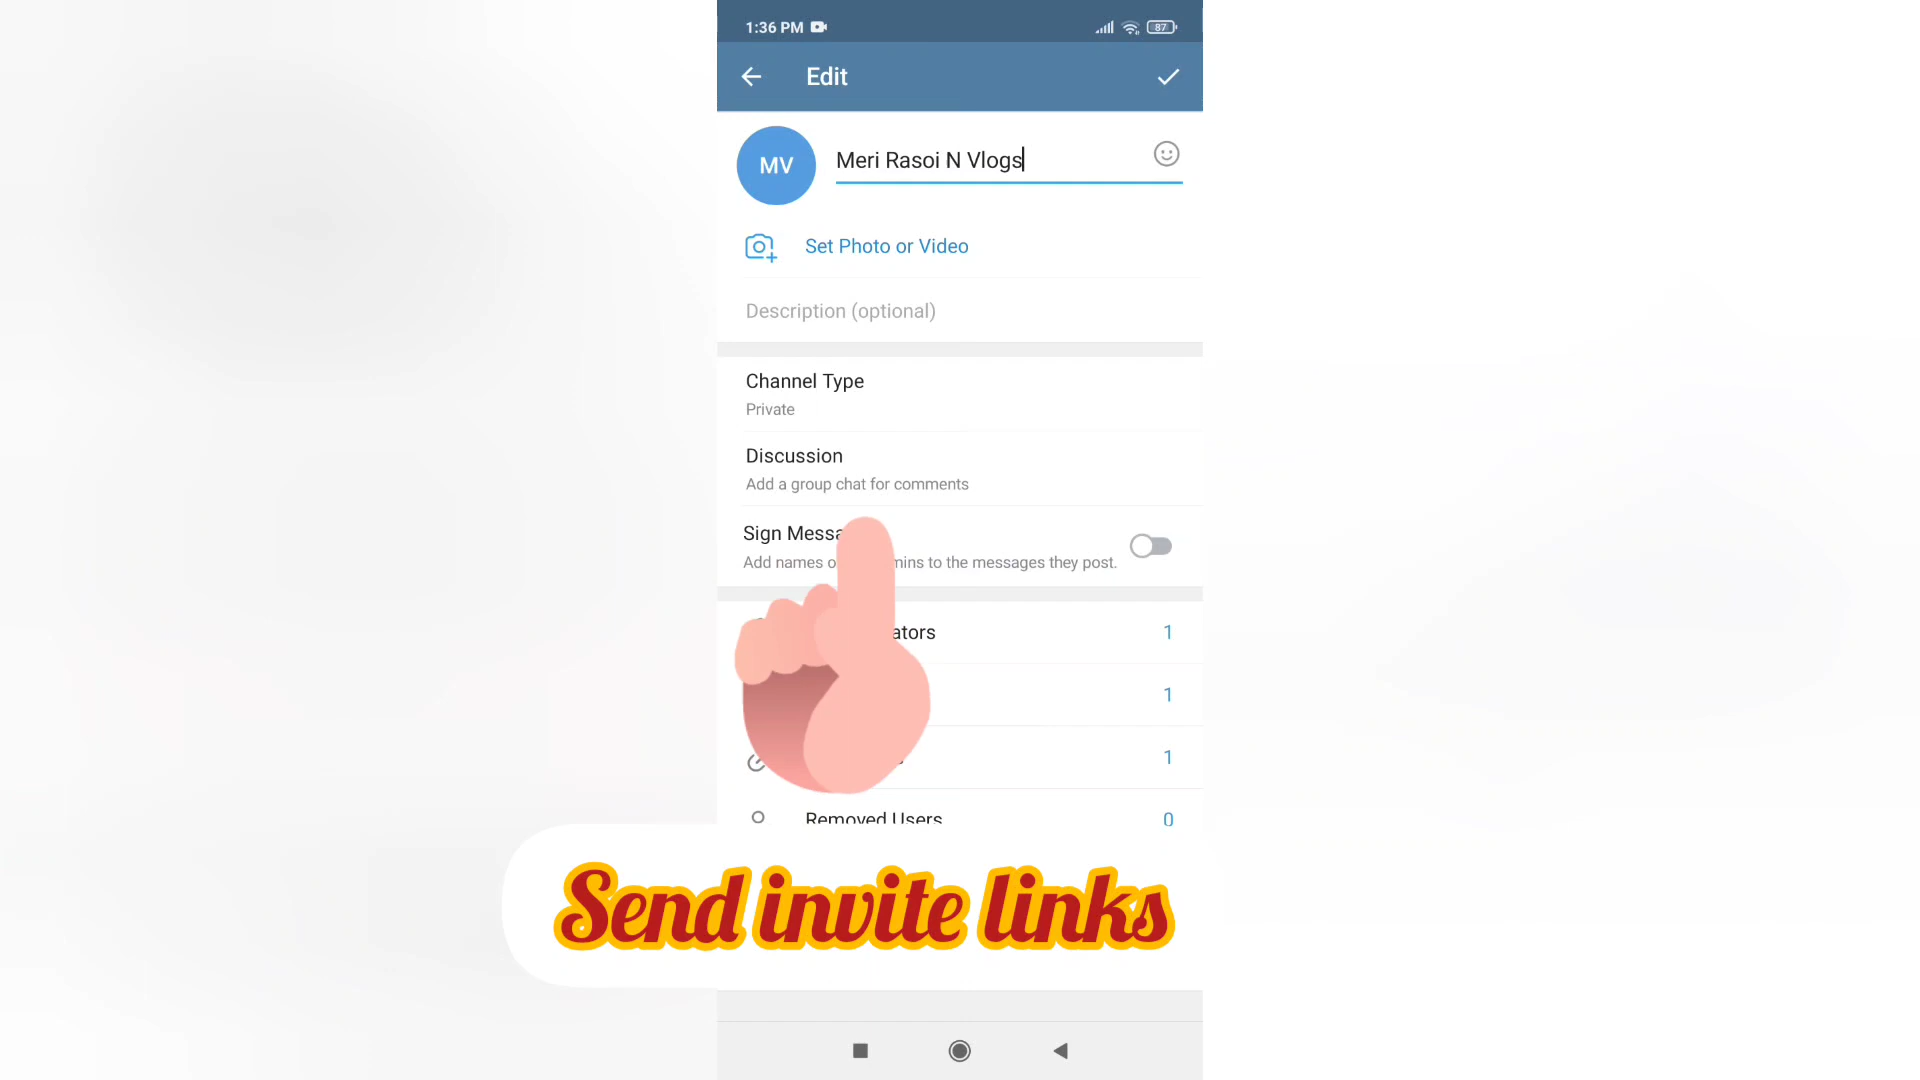 1:36 PM
87
Edit
MV
Meri Rasoi N Vlogs
Set Photo or Video
Description (optional)
Channel Type
Private
Discussion
Add a group chat for comments
Sign Messa
Add names o mins to the messages they post.
ators 1
1
1
Removed Users 0
Send invite links